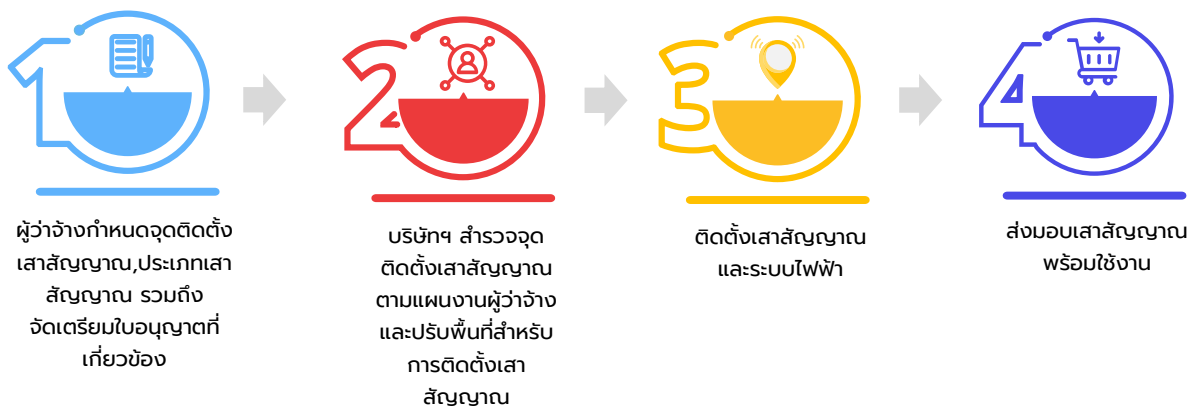 1
ผู้ว่าจ้างกำหนดจุดติดตั้ง
เสาสัญญาณ,ประเภทเสา
สัญญาณ รวมถึง
จัดเตรียมใบอนุญาตที่
เกี่ยวข้อง
2
บริษัทฯ สำรวจจุด
ติดตั้งเสาสัญญาณ
ตามแผนงานผู้ว่าจ้าง
และปรับพื้นที่สำหรับ
การติดตั้งเสา
สัญญาณ
3
ติดตั้งเสาสัญญาณ
และระบบไฟฟ้า
4
ส่งมอบเสาสัญญาณ
พร้อมใช้งาน